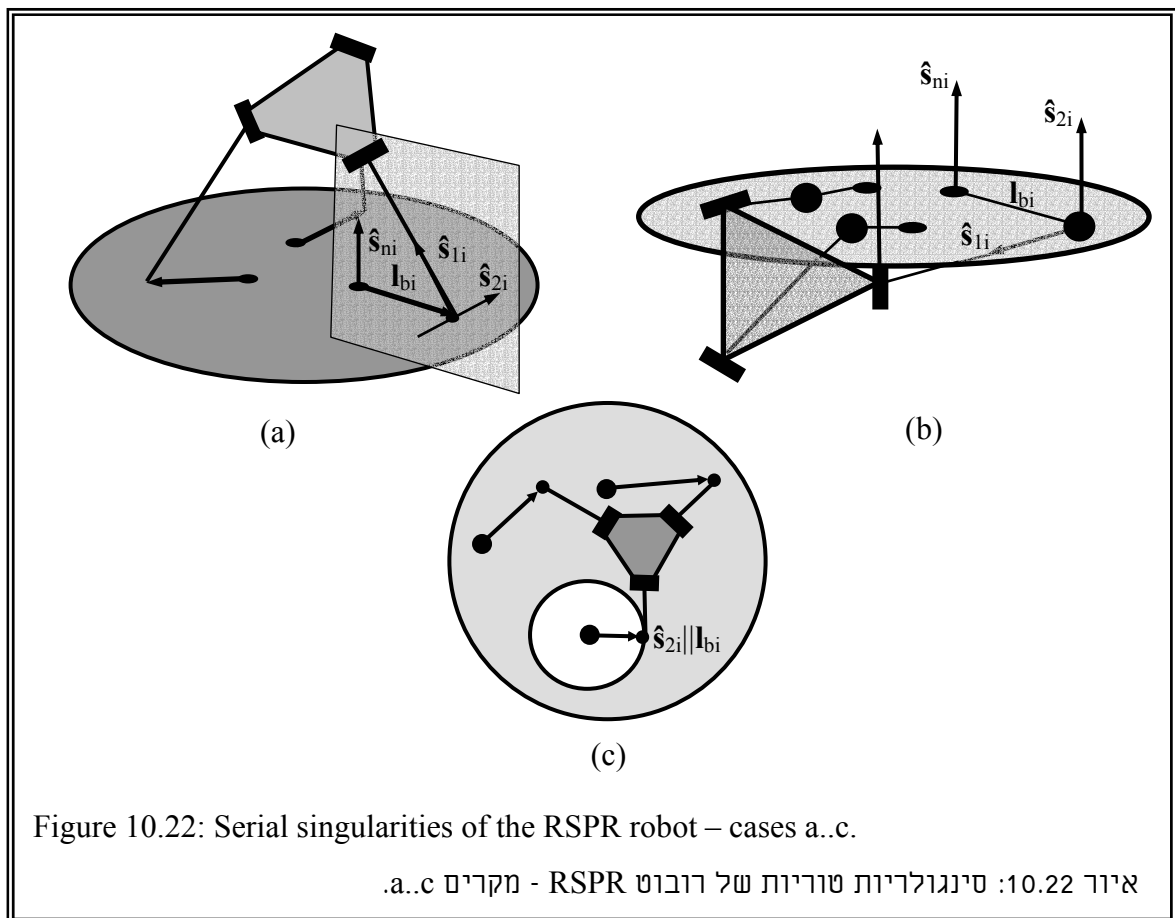 ŝni
ŝ1i
lbi
ŝ2i
(a)
ŝni
ŝ2i
lbi
ŝ1i
(b)
ŝ2i||lbi
(c)
Figure 10.22: Serial singularities of the RSPR robot – cases a..c.
איור 10.22: סינגולריות טוריות של רובוט RSPR - מקרים a..c.